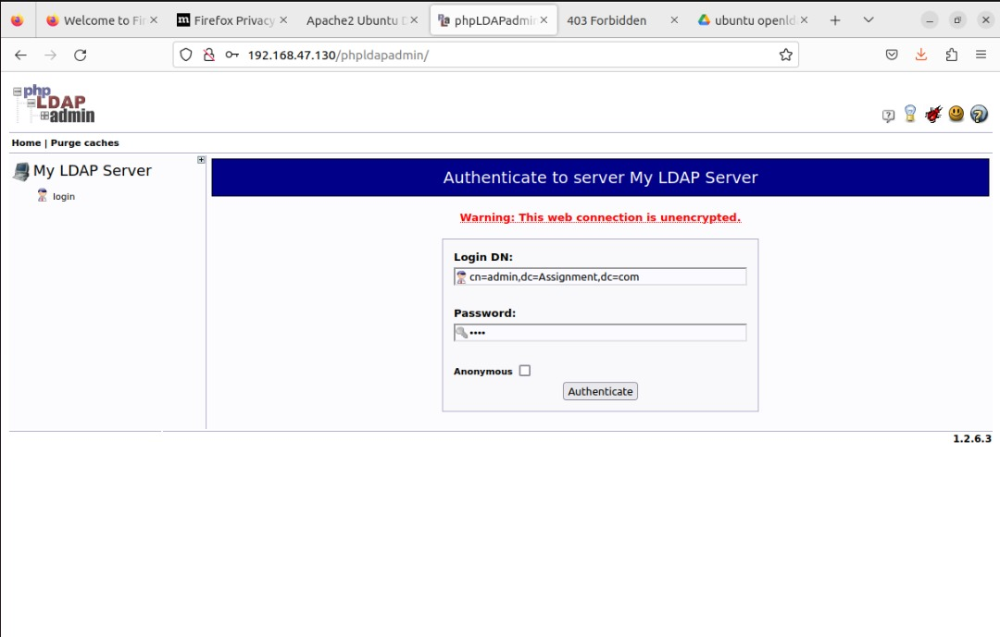 Welcome to Fir
Firefox Privacy
Apache2 Ubuntu D
phpLDAPadmin
403 Forbidden
ubuntu openld
192.168.47.130/phpldapadmin/
php
LDAP
admin
Home | Purge caches
My LDAP Server
login
Authenticate to server My LDAP Server
Warning: This web connection is unencrypted.
Login DN:
cn=admin,dc=Assignment,dc=com
Password:
••••
Anonymous
Authenticate
1.2.6.3